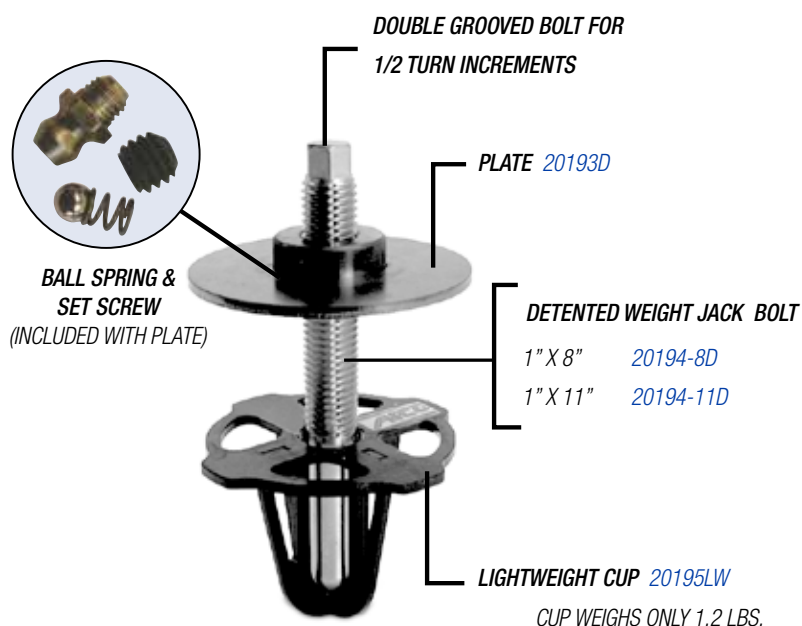 DOUBLE GROOVED BOLT FOR
1/2 TURN INCREMENTS
PLATE 20193D
BALL SPRING &
SET SCREW
(INCLUDED WITH PLATE)
DETENTED WEIGHT JACK BOLT
1” X 8” 20194-8D
1” X 11” 20194-11D
AFCO
LIGHTWEIGHT CUP 20195LW
CUP WEIGHS ONLY 1.2 LBS.